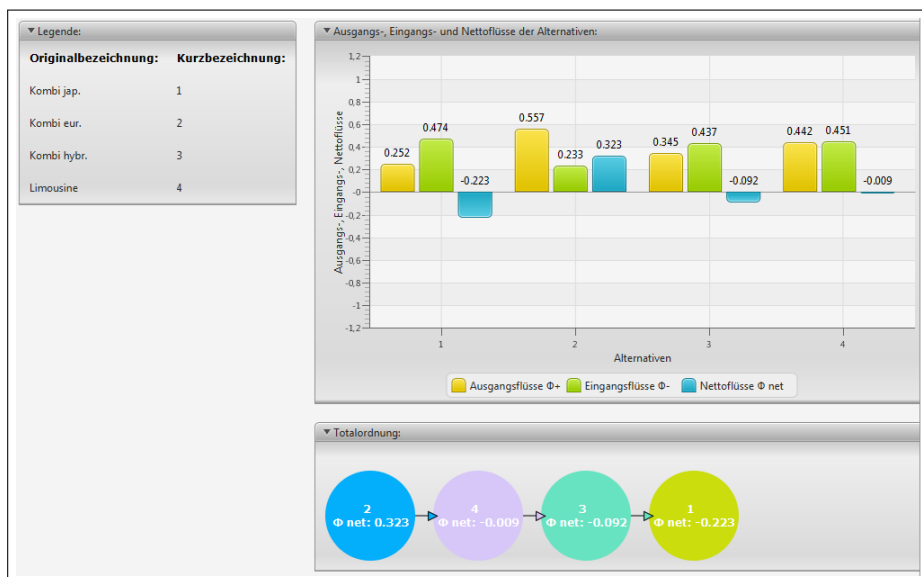 Legende:
Originalbezeichnung: Kurzbezeichnung:
Kombi jap. 1
Kombi eur. 2
Kombi hybr. 3
Limousine 4
Ausgangs-, Eingangs- und Nettoflüsse der Alternativen:
Ausgangs-, Eingangs-, Nettoflüsse
1,2
1
0,8
0,6
0,4
0,2
-0
-0,2
-0,4
-0,6
-0,8
-1
-1,2
0.252 0.474 -0.223 0.557 0.233 0.323 0.345 0.437 -0.092 0.442 0.451 -0.009
1 2 3 4
Alternativen
Ausgangsflüsse Φ+ Eingangsflüsse Φ- Nettoflüsse Φ net
Totalordnung:
2
Φ net: 0.323
4
Φ net: -0.009
3
Φ net: -0.092
1
Φ net: -0.223